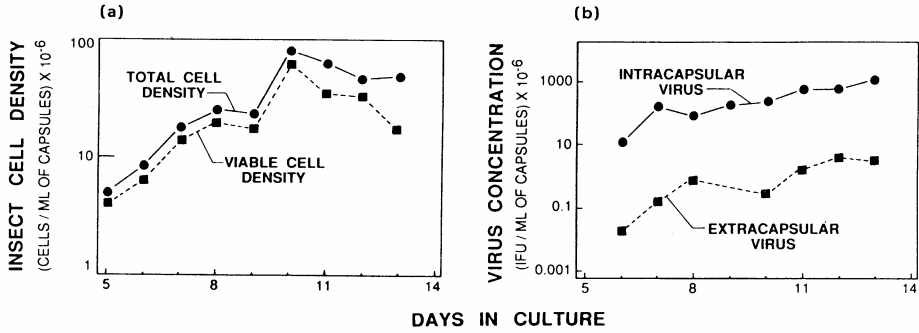 (a)
INSECT CELL DENSITY
(CELLS / ML OF CAPSULES) X 10⁻⁶
100
10
1
TOTAL CELL
DENSITY
VIABLE CELL
DENSITY
5
8
11
14
(b)
VIRUS CONCENTRATION
(IFU / ML OF CAPSULES) X 10⁻⁶
1000
10
0.1
0.001
INTRACAPSULAR
VIRUS
EXTRACAPSULAR
VIRUS
5
8
11
14
DAYS IN CULTURE